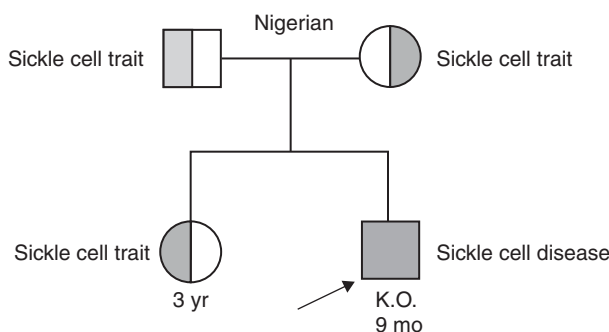 Nigerian
Sickle cell trait
Sickle cell trait
Sickle cell trait
Sickle cell disease
3 yr
K.O.
9 mo